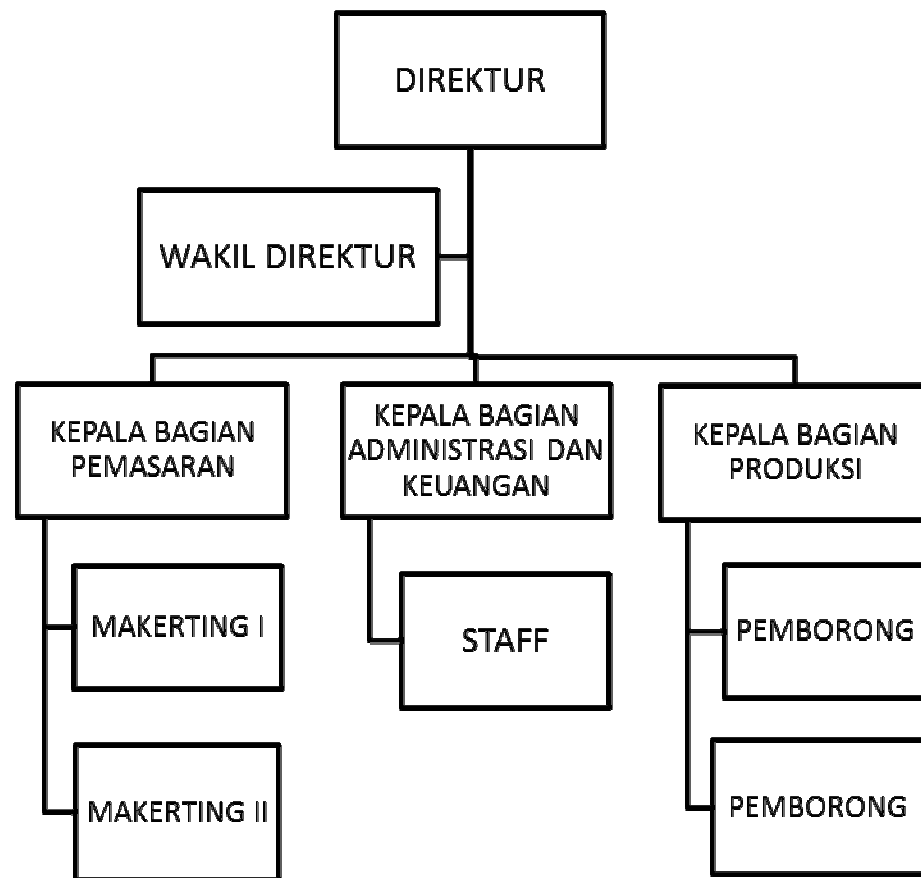 DIREKTUR
WAKIL DIREKTUR
KEPALA BAGIAN
PEMASARAN
KEPALA BAGIAN
ADMINISTRASI DAN
KEUANGAN
KEPALA BAGIAN
PRODUKSI
MAKERTING I
STAFF
PEMBORONG
MAKERTING II
PEMBORONG